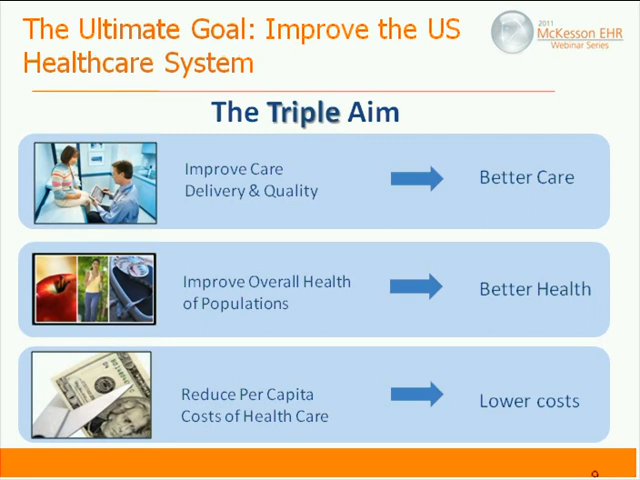 The Ultimate Goal: Improve the US
Healthcare System
2011
McKesson EHR
Webinar Series
The Triple Aim
Improve Care
Delivery & Quality
Better Care
Improve Overall Health
of Populations
Better Health
Reduce Per Capita
Costs of Health Care
Lower costs
9